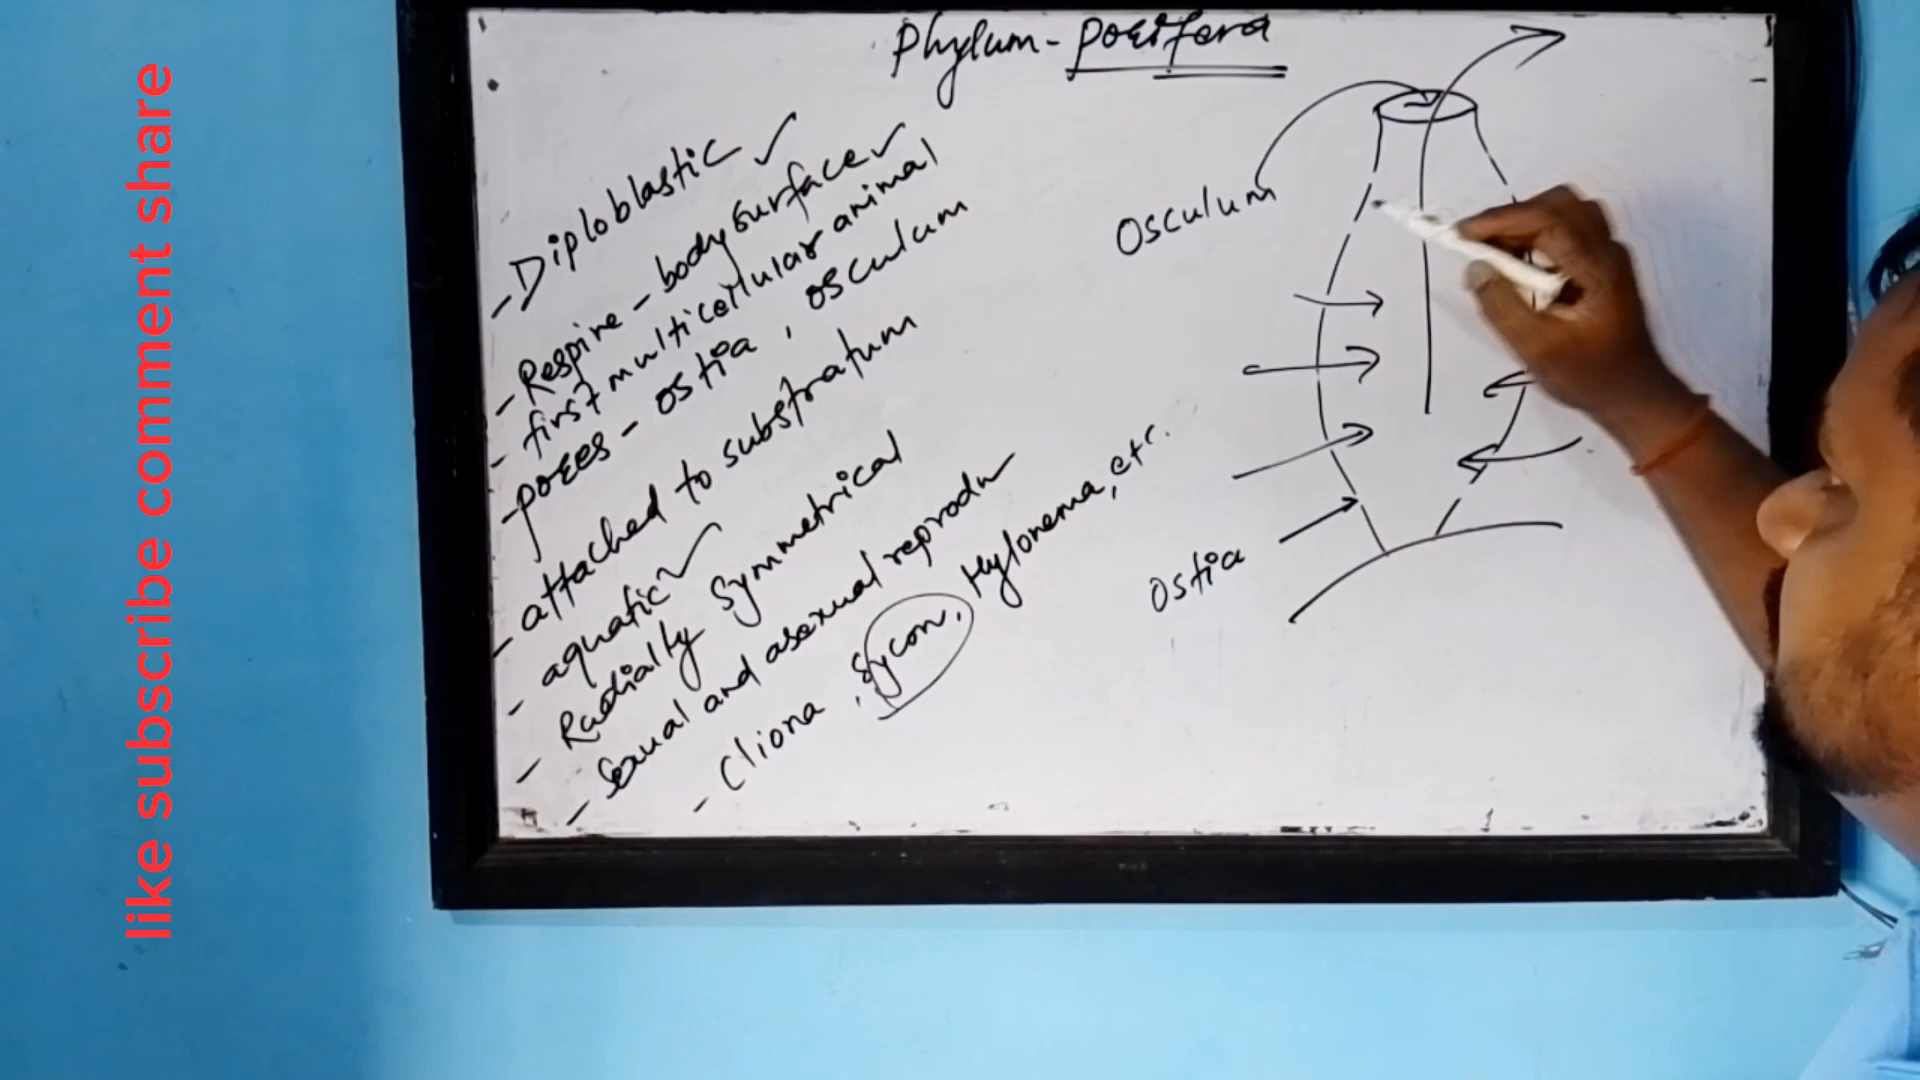 Phylum - Porifera
- Diploblastic ✓
- Respire - body surface ✓
- first multicellular animal
- pores - ostia, osculum
- attached to substratum
- aquatic ✓
- Radially symmetrical
- Sexual and asexual reprodu
- Cliona, Sycon, Hylonema, etc.
Osculum
Ostia
like subscribe comment share